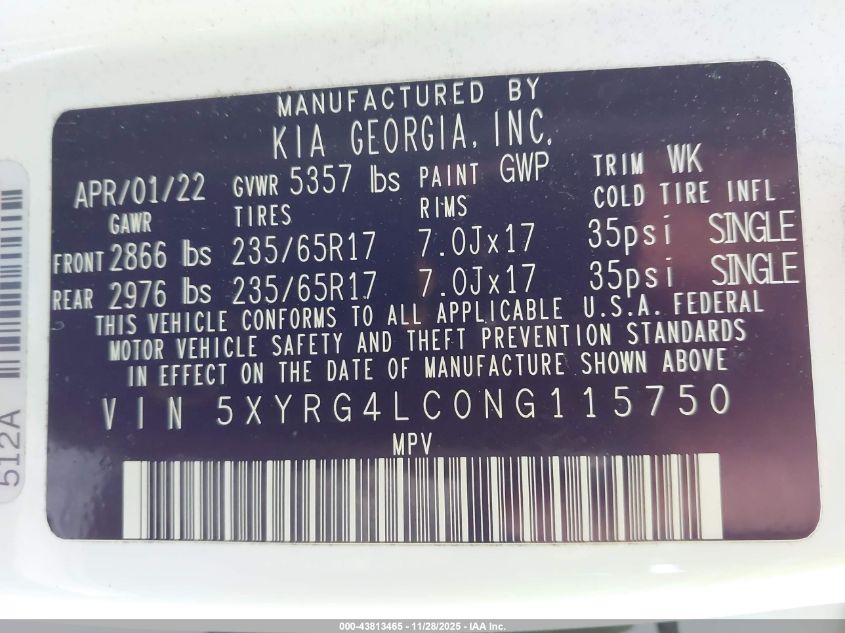 MANUFACTURED BY
KIA GEORGIA, INC.
APR/01/22 GVWR 5357 lbs PAINT GWP TRIM WK
GAWR TIRES RIMS COLD TIRE INFL
FRONT 2866 lbs 235/65R17 7.0Jx17 35psi SINGLE
REAR 2976 lbs 235/65R17 7.0Jx17 35psi SINGLE
THIS VEHICLE CONFORMS TO ALL APPLICABLE U.S.A. FEDERAL
MOTOR VEHICLE SAFETY AND THEFT PREVENTION STANDARDS
IN EFFECT ON THE DATE OF MANUFACTURE SHOWN ABOVE
VIN 5XYRG4LC0NG115750
MPV
512A
000-43813465 - 11/28/2025 - IAA Inc.